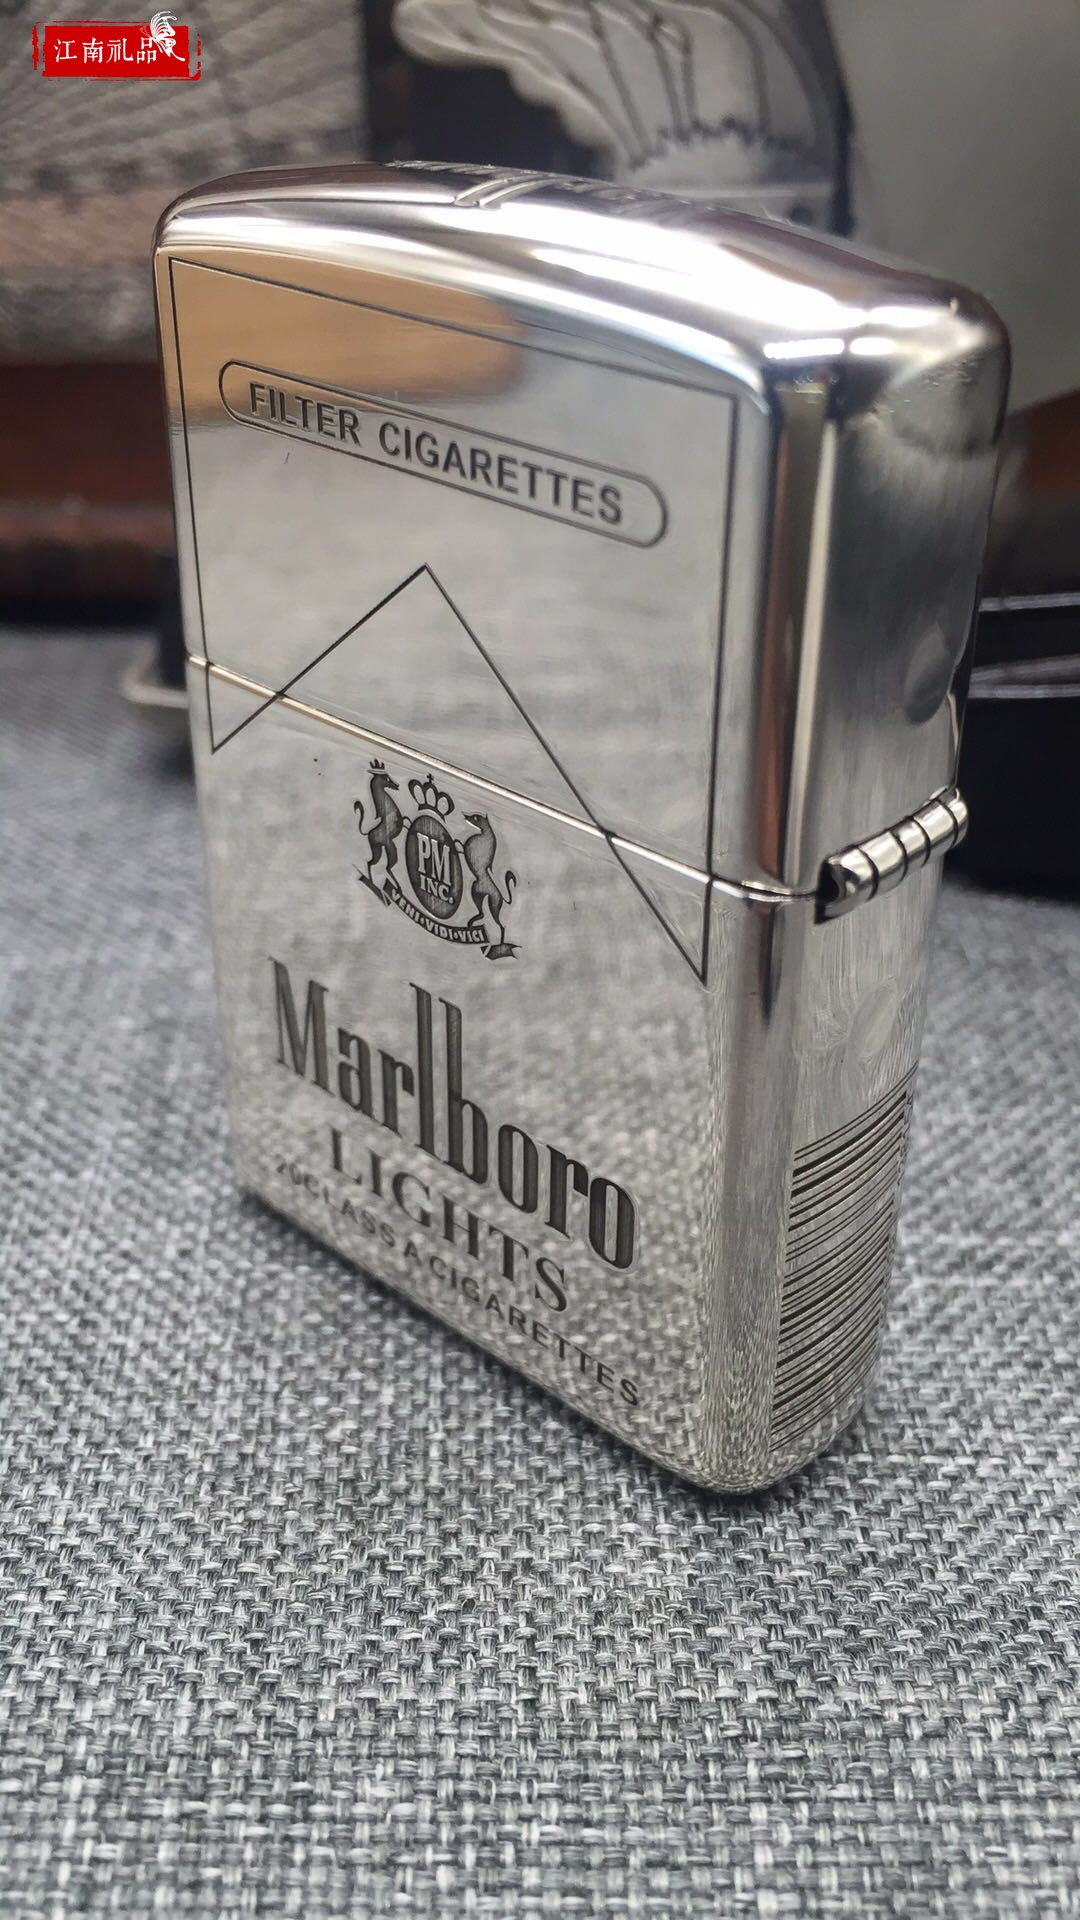 江南礼品
FILTER CIGARETTES
PM
INC.
VENI·VIDI·VICI
Marlboro
LIGHTS
20 CLASS A CIGARETTES